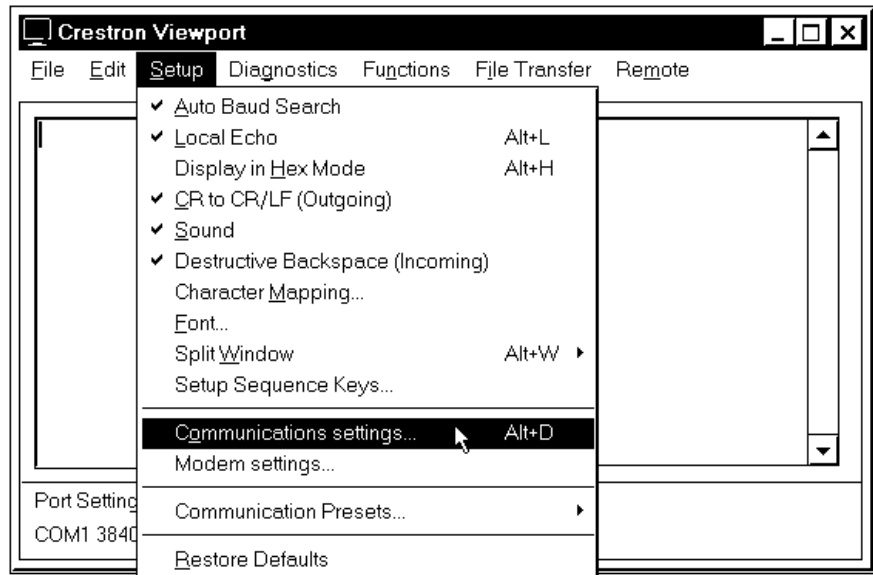 Crestron Viewport
File Edit Setup Diagnostics Functions File Transfer Remote
Auto Baud Search
Local Echo Alt+L
Display in Hex Mode Alt+H
CR to CR/LF (Outgoing)
Sound
Destructive Backspace (Incoming)
Character Mapping...
Font...
Split Window Alt+W
Setup Sequence Keys...
Communications settings... Alt+D
Modem settings...
Port
Communication Presets...
COM1
Restore Defaults